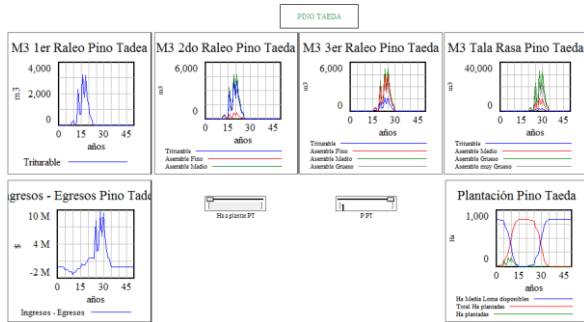 PINO TAEDA
M3 1er Raleo Pino Tadea
4,000
m3
2,000
0
0 15 30 45
años
Triturable
M3 2do Raleo Pino Taeda
6,000
m3
0
0 15 30 45
años
Triturable
Aserrable Fino
Aserrable Medio
M3 3er Raleo Pino Taeda
6,000
m3
0
0 15 30 45
años
Triturable
Aserrable Fino
Aserrable Medio
Aserrable Grueso
M3 Tala Rasa Pino Taeda
40,000
m3
0
0 15 30 45
años
Triturable
Aserrable Medio
Aserrable Grueso
Aserrable muy Grueso
gresos - Egresos Pino Tade
10 M
$
4 M
-2 M
0 15 30 45
años
Ingresos - Egresos
Ha a plantar PT
P PT
Plantación Pino Taeda
1,000
Ha
0
0 15 30 45
años
Ha Media Loma disponibles
Total Ha plantadas
Ha plantadas